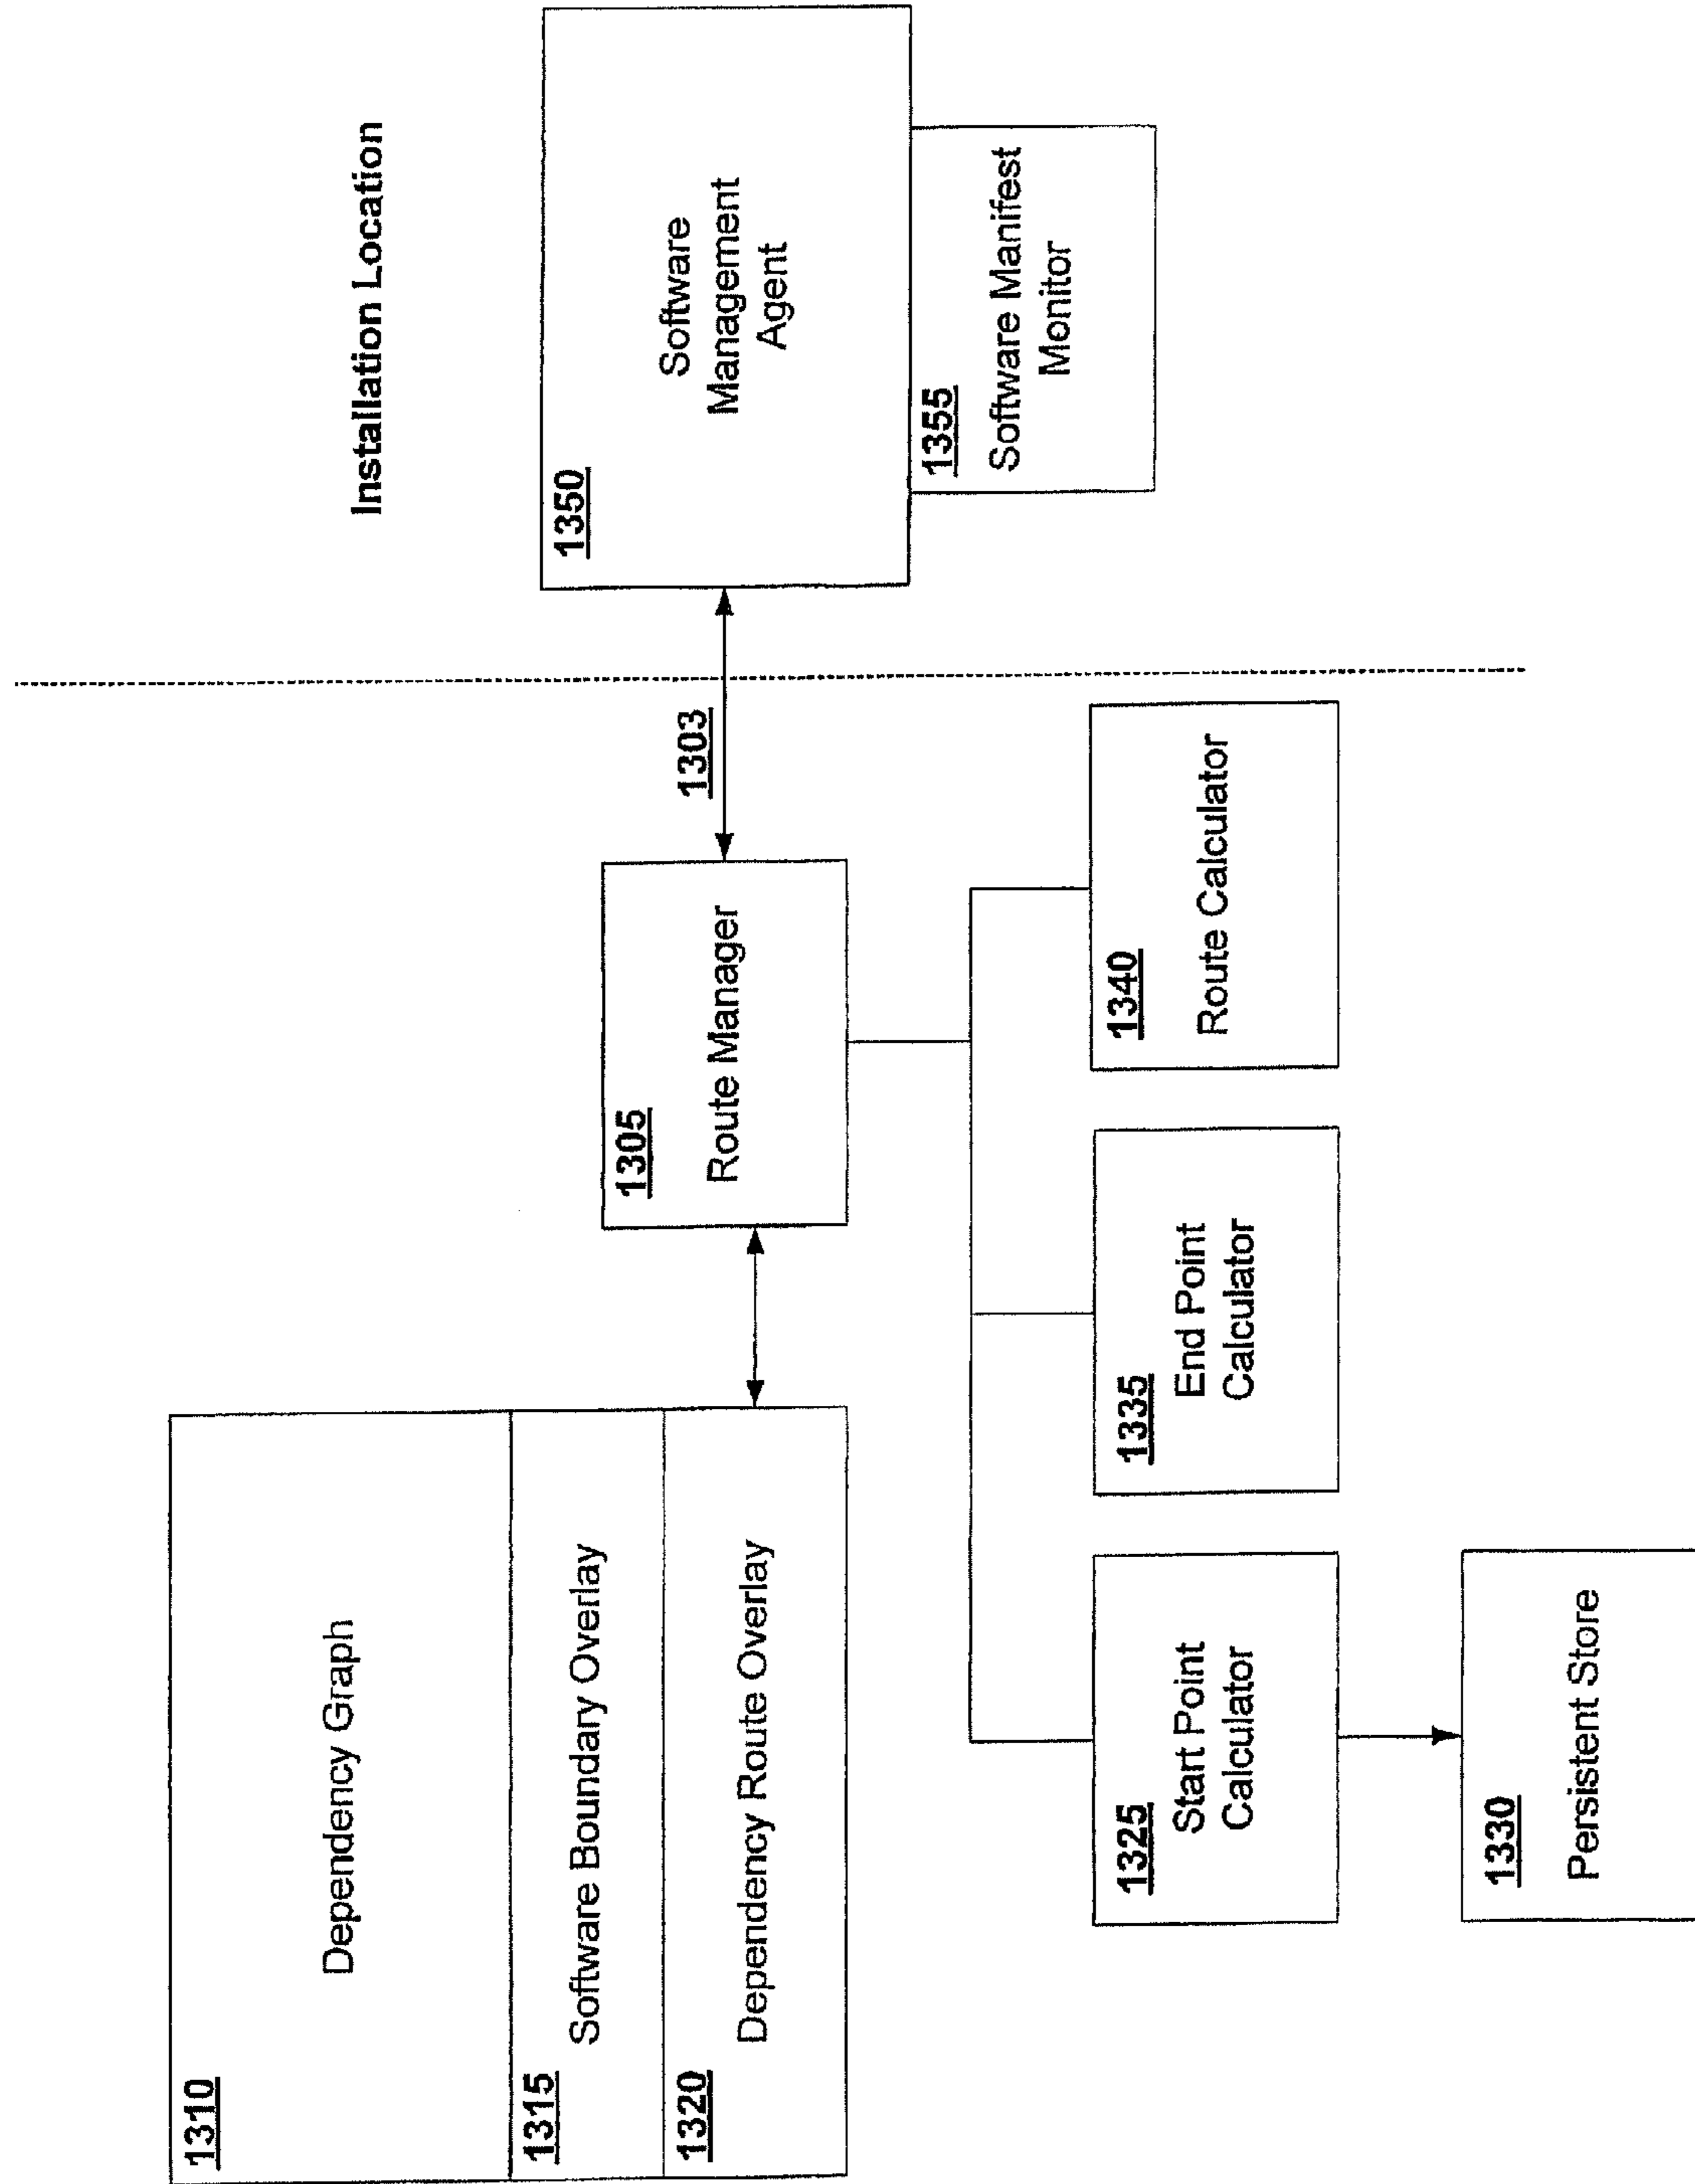 1310
Dependency Graph
1315
Software Boundary Overlay
1320
Dependency Route Overlay
1305
Route Manager
1303
Installation Location
1350
Software
Management
Agent
1355
Software Manifest
Monitor
1325
Start Point
Calculator
1335
End Point
Calculator
1340
Route Calculator
1330
Persistent Store